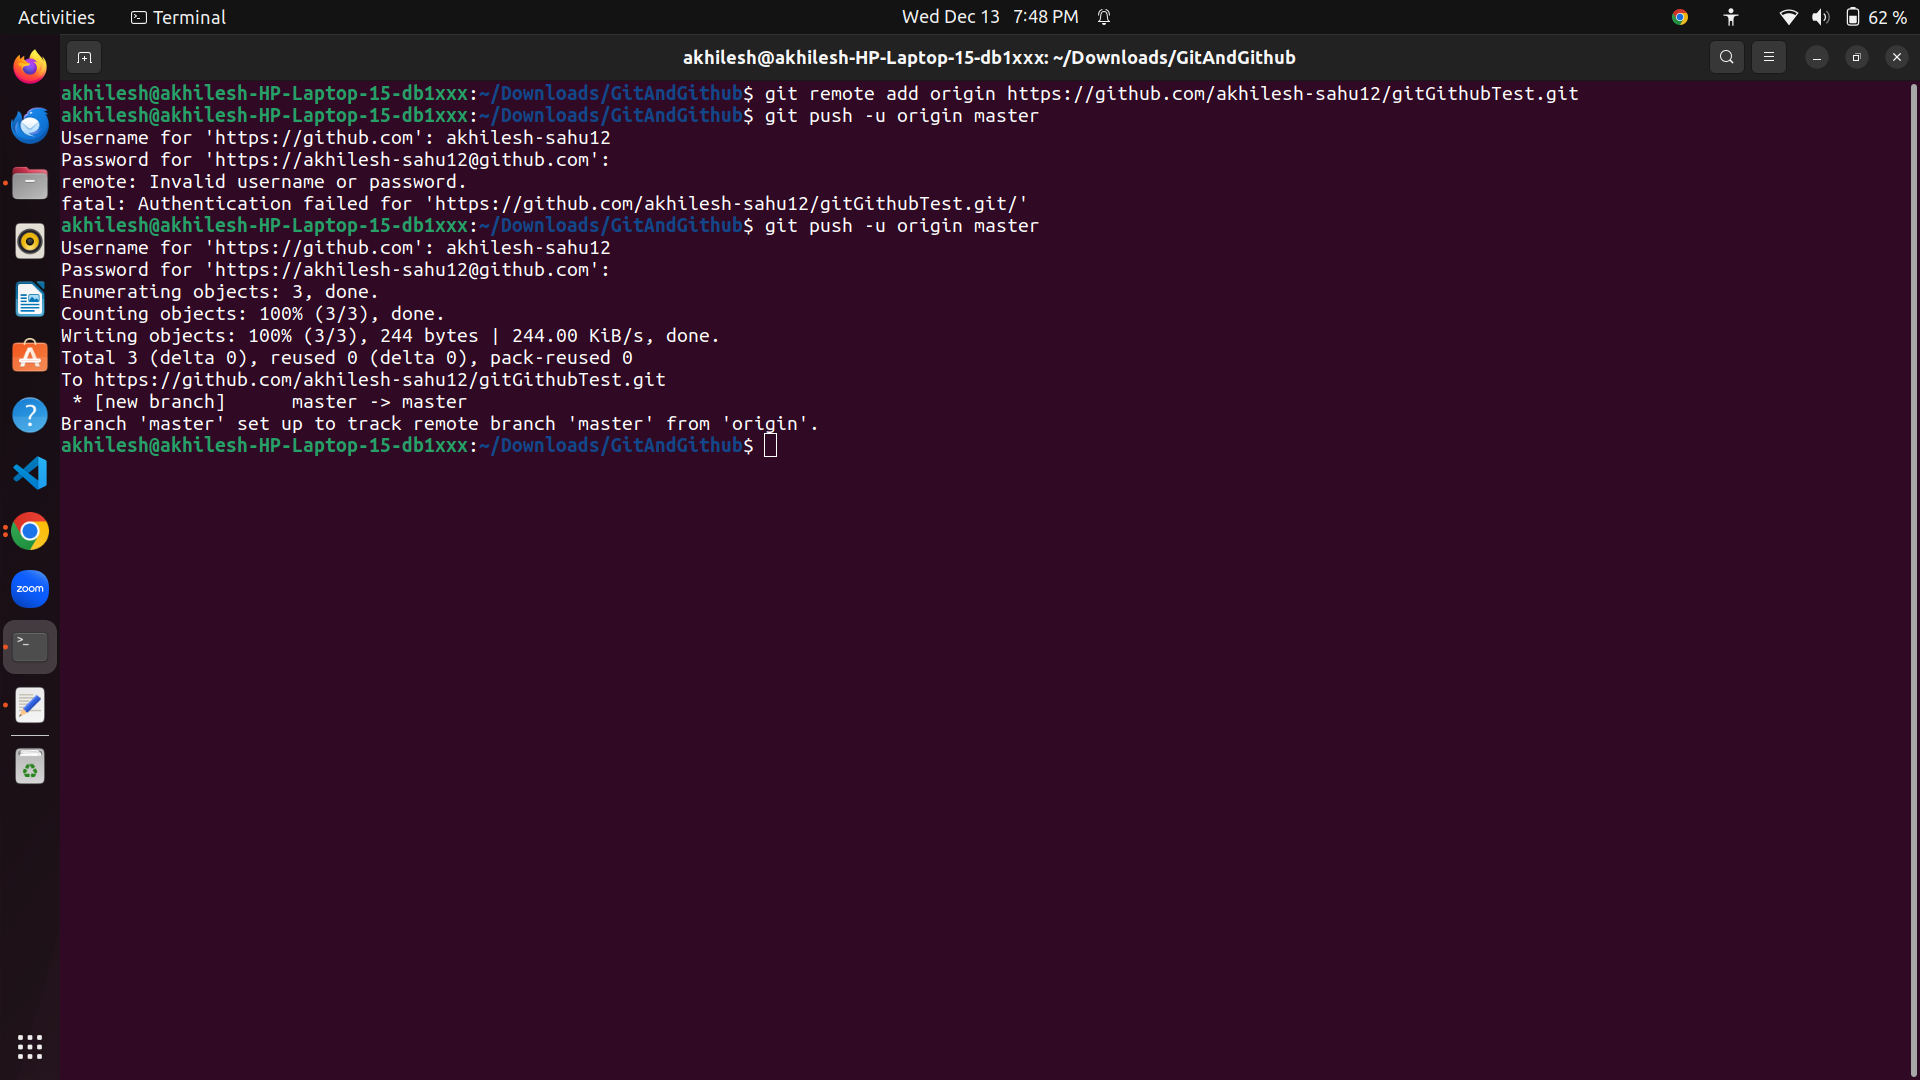 Activities
Terminal
Wed Dec 13 7:48 PM
62 %
akhilesh@akhilesh-HP-Laptop-15-db1xxx: ~/Downloads/GitAndGithub
akhilesh@akhilesh-HP-Laptop-15-db1xxx:~/Downloads/GitAndGithub$ git remote add origin https://github.com/akhilesh-sahu12/gitGithubTest.git
akhilesh@akhilesh-HP-Laptop-15-db1xxx:~/Downloads/GitAndGithub$ git push -u origin master
Username for 'https://github.com': akhilesh-sahu12
Password for 'https://akhilesh-sahu12@github.com':
remote: Invalid username or password.
fatal: Authentication failed for 'https://github.com/akhilesh-sahu12/gitGithubTest.git/'
akhilesh@akhilesh-HP-Laptop-15-db1xxx:~/Downloads/GitAndGithub$ git push -u origin master
Username for 'https://github.com': akhilesh-sahu12
Password for 'https://akhilesh-sahu12@github.com':
Enumerating objects: 3, done.
Counting objects: 100% (3/3), done.
Writing objects: 100% (3/3), 244 bytes | 244.00 KiB/s, done.
Total 3 (delta 0), reused 0 (delta 0), pack-reused 0
To https://github.com/akhilesh-sahu12/gitGithubTest.git
 * [new branch]      master -> master
Branch 'master' set up to track remote branch 'master' from 'origin'.
akhilesh@akhilesh-HP-Laptop-15-db1xxx:~/Downloads/GitAndGithub$
zoom